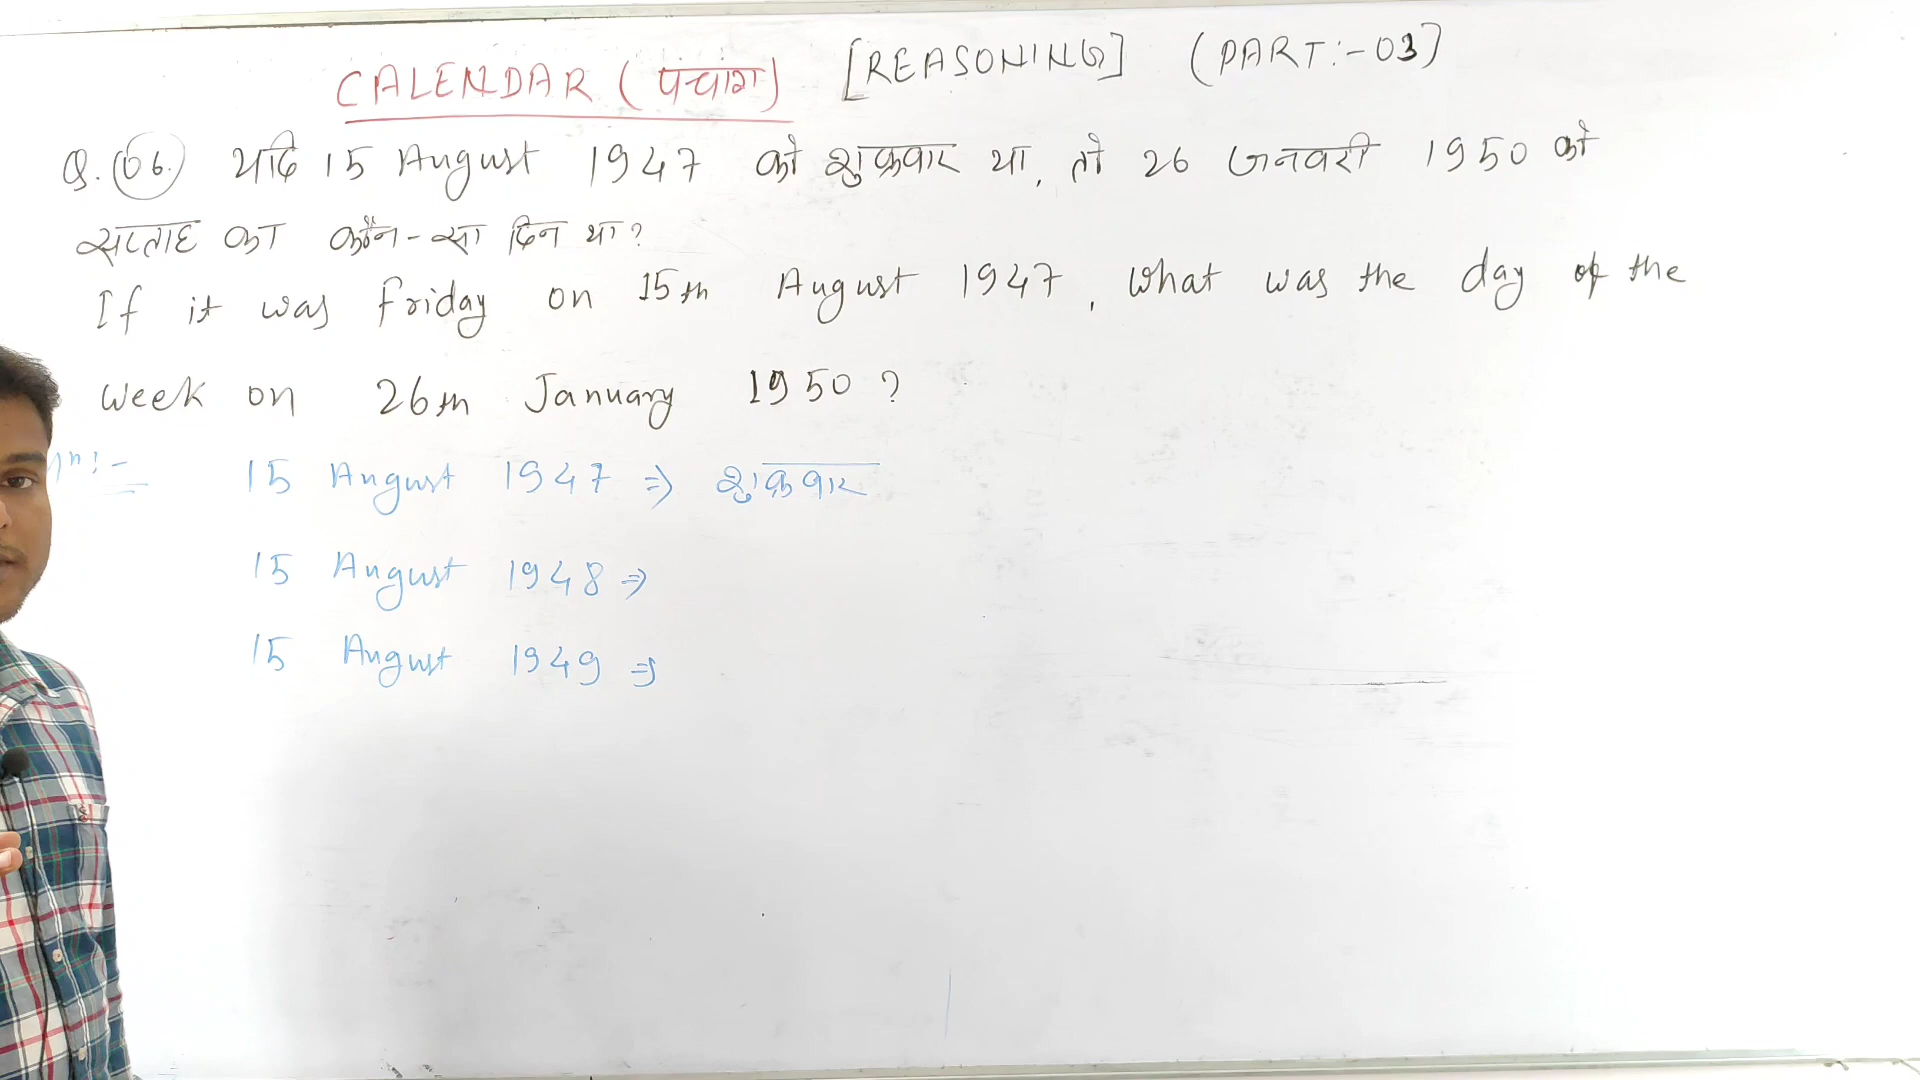 CALENDAR (पंचांग) [REASONING] (PART:-03)
Q. 06. यदि 15 August 1947 को शुक्रवार था, तो 26 जनवरी 1950 को
सप्ताह का कौन-सा दिन था?
If it was Friday on 15th August 1947, What was the day of the
week on 26th January 1950?
15 August 1947 ⇒ शुक्रवार
15 August 1948 ⇒
15 August 1949 ⇒